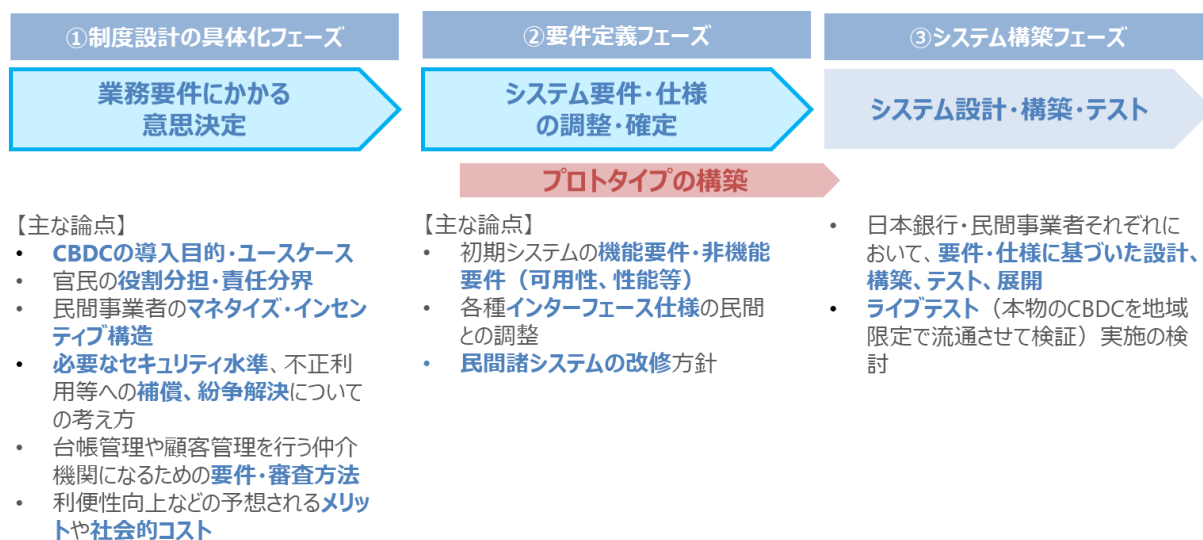 ①制度設計の具体化フェーズ
業務要件にかかる
意思決定
【主な論点】
• CBDCの導入目的・ユースケース
• 官民の役割分担・責任分界
• 民間事業者のマネタイズ・インセン
ティブ構造
• 必要なセキュリティ水準、不正利
用等への補償、紛争解決について
の考え方
• 台帳管理や顧客管理を行う仲介
機関になるための要件・審査方法
• 利便性向上などの予想されるメリッ
トや社会的コスト
②要件定義フェーズ
システム要件・仕様
の調整・確定
プロトタイプの構築
【主な論点】
• 初期システムの機能要件・非機能
要件（可用性、性能等）
• 各種インターフェース仕様の民間
との調整
• 民間諸システムの改修方針
③システム構築フェーズ
システム設計・構築・テスト
• 日本銀行・民間事業者それぞれに
おいて、要件・仕様に基づいた設計、
構築、テスト、展開
• ライブテスト（本物のCBDCを地域
限定で流通させて検証）実施の検
討